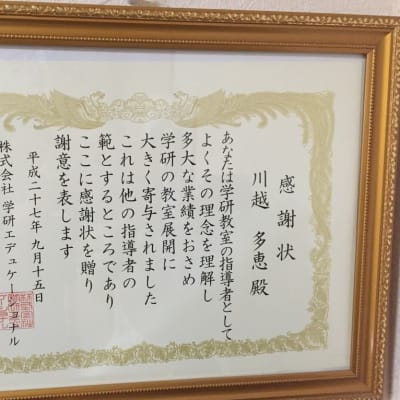 感謝状
川越 多恵 殿
あなたは学研教室の指導者として
よくその理念を理解し
多大な業績をおさめ
学研の教室展開に
大きく寄与されました
これは他の指導者の
範とするところであり
ここに感謝状を贈り
謝意を表します
平成二十七年九月十五日
株式会社 学研エデュケーショナル